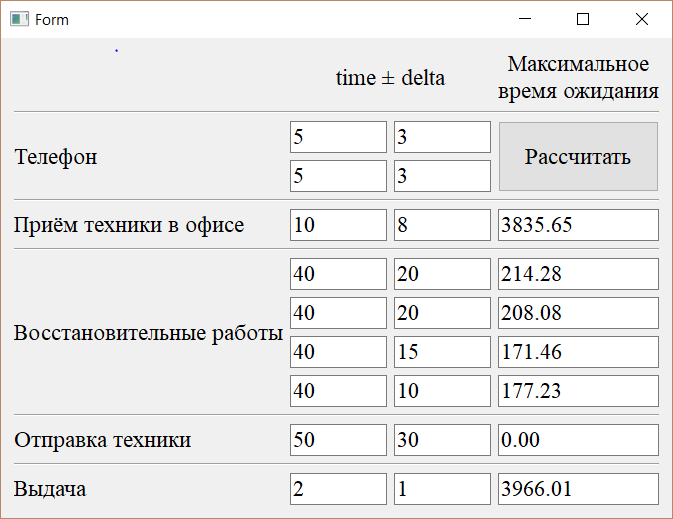 Form
time ± delta
Максимальное
время ожидания
Телефон
5 3
5 3
Рассчитать
Приём техники в офисе 10 8 3835.65
Восстановительные работы
40 20 214.28
40 20 208.08
40 15 171.46
40 10 177.23
Отправка техники 50 30 0.00
Выдача 2 1 3966.01